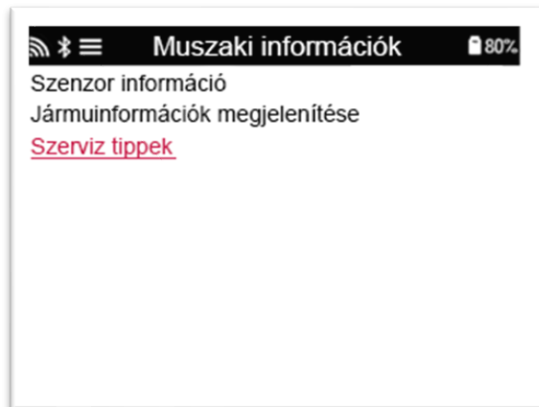 Muszaki információk 80%
Szenzor információ
Jármuinformációk megjelenítése
Szerviz tippek